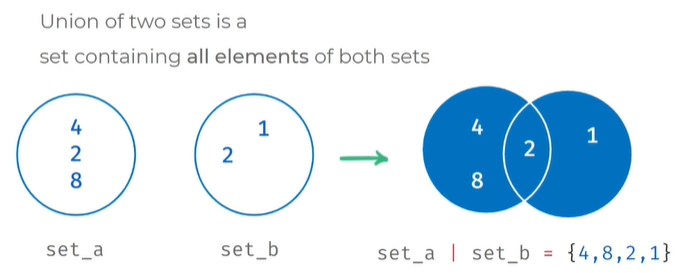 Union of two sets is a
set containing all elements of both sets
4
2
8
1
2
4
8
2
1
set_a
set_b
set_a | set_b = {4,8,2,1}